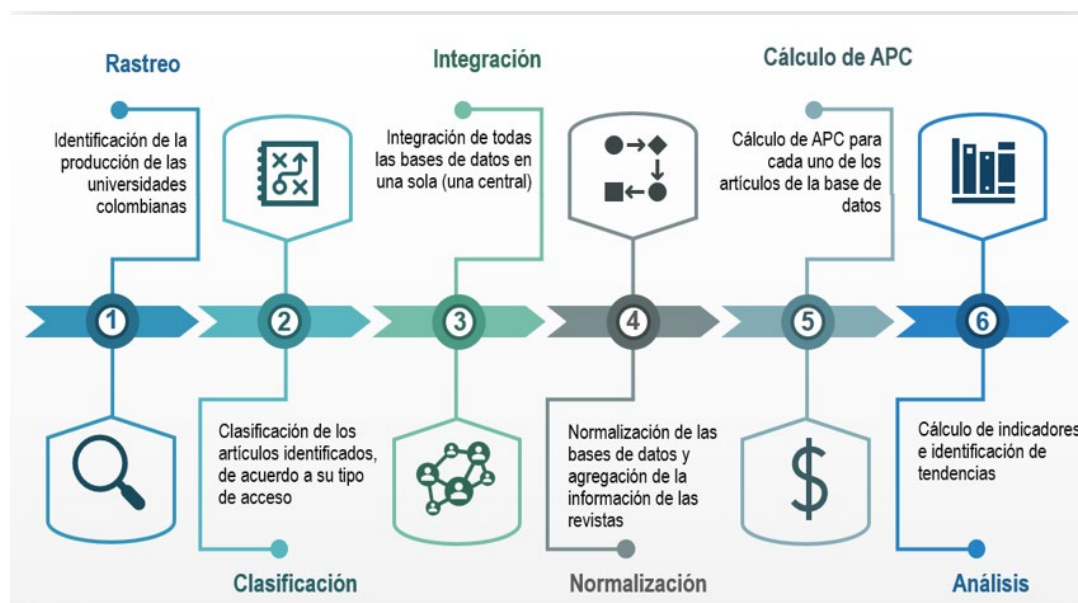 Rastreo
Identificación de la
producción de las
universidades
colombianas
1
2
Clasificación de los
artículos identificados,
de acuerdo a su tipo
de acceso
Clasificación
Integración
Integración de todas
las bases de datos en
una sola (una central)
3
4
Normalización de las
bases de datos y
agregación de la
información de las
revistas
Normalización
Cálculo de APC
Cálculo de APC para
cada uno de los
artículos de la base de
datos
5
6
Cálculo de indicadores
e identificación de
tendencias
Análisis